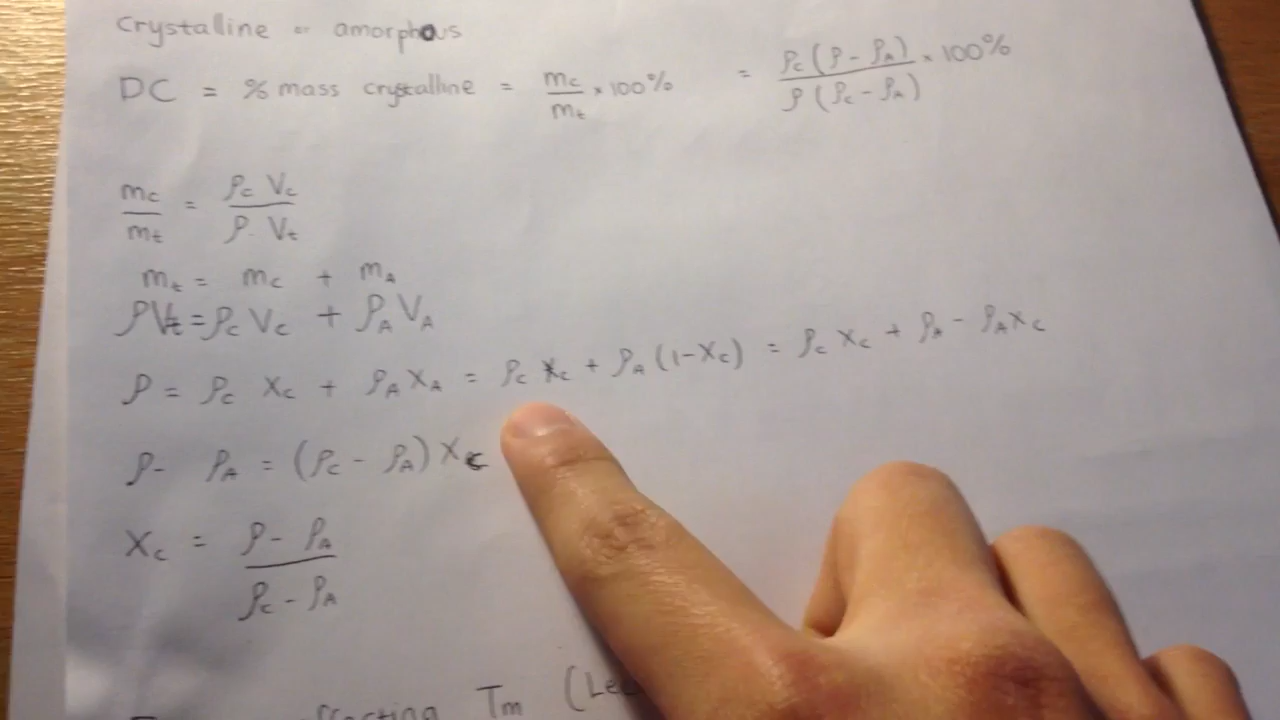 Crystalline or amorphous
DC = % mass crystalline = mc/mt × 100% = ρc(ρ - ρA)/ρ(ρc - ρA) × 100%
mc/mt = ρc Vc/ρ Vt
mt = mc + mA
ρVt = ρc Vc + ρA VA
ρ = ρc Xc + ρA XA = ρc Xc + ρA (1-Xc) = ρc Xc + ρA - ρA Xc
ρ - ρA = (ρc - ρA) Xc
Xc = ρ - ρA/ρc - ρA
Tm